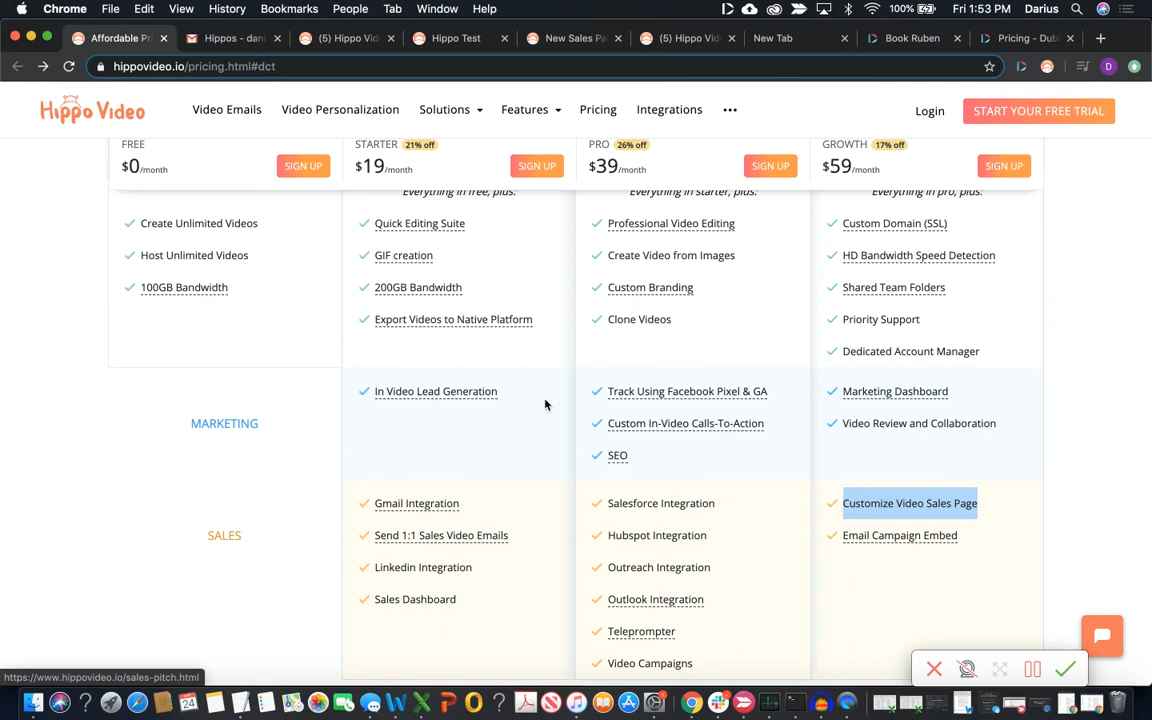 Chrome File Edit View History Bookmarks People Tab Window Help 100% Fri 1:53 PM Darius
Affordable Pri Hippos - dani (5) Hippo Vid Hippo Test New Sales Pa (5) Hippo Vid New Tab Book Ruben Pricing - Dub
hippovideo.io/pricing.html#dct D
Hippo Video Video Emails Video Personalization Solutions Features Pricing Integrations Login START YOUR FREE TRIAL
FREE STARTER 21% off PRO 26% off GROWTH 17% off
$0/month SIGN UP $19/month SIGN UP $39/month SIGN UP $59/month SIGN UP
Everything in free, plus: Everything in starter, plus: Everything in pro, plus:
Create Unlimited Videos Quick Editing Suite Professional Video Editing Custom Domain (SSL)
Host Unlimited Videos GIF creation Create Video from Images HD Bandwidth Speed Detection
100GB Bandwidth 200GB Bandwidth Custom Branding Shared Team Folders
Export Videos to Native Platform Clone Videos Priority Support
Dedicated Account Manager
In Video Lead Generation Track Using Facebook Pixel & GA Marketing Dashboard
MARKETING Custom In-Video Calls-To-Action Video Review and Collaboration
SEO
Gmail Integration Salesforce Integration Customize Video Sales Page
SALES Send 1:1 Sales Video Emails Hubspot Integration Email Campaign Embed
Linkedin Integration Outreach Integration
Sales Dashboard Outlook Integration
Teleprompter
Video Campaigns
https://www.hippovideo.io/sales-pitch.html